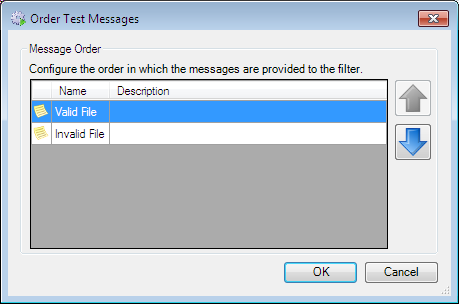 Order Test Messages
Message Order
Configure the order in which the messages are provided to the filter.
Name Description
Valid File
Invalid File
OK Cancel